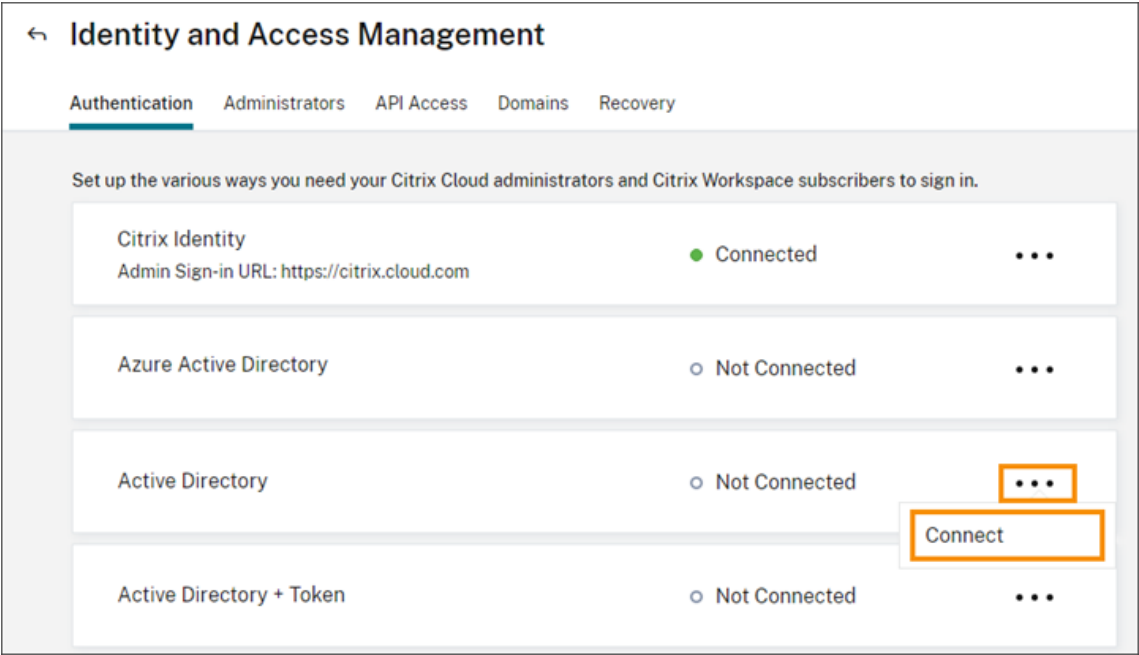 Identity and Access Management
Authentication Administrators API Access Domains Recovery
Set up the various ways you need your Citrix Cloud administrators and Citrix Workspace subscribers to sign in.
Citrix Identity
Admin Sign-in URL: https://citrix.cloud.com
Connected
Azure Active Directory
Not Connected
Active Directory
Not Connected
Connect
Active Directory + Token
Not Connected